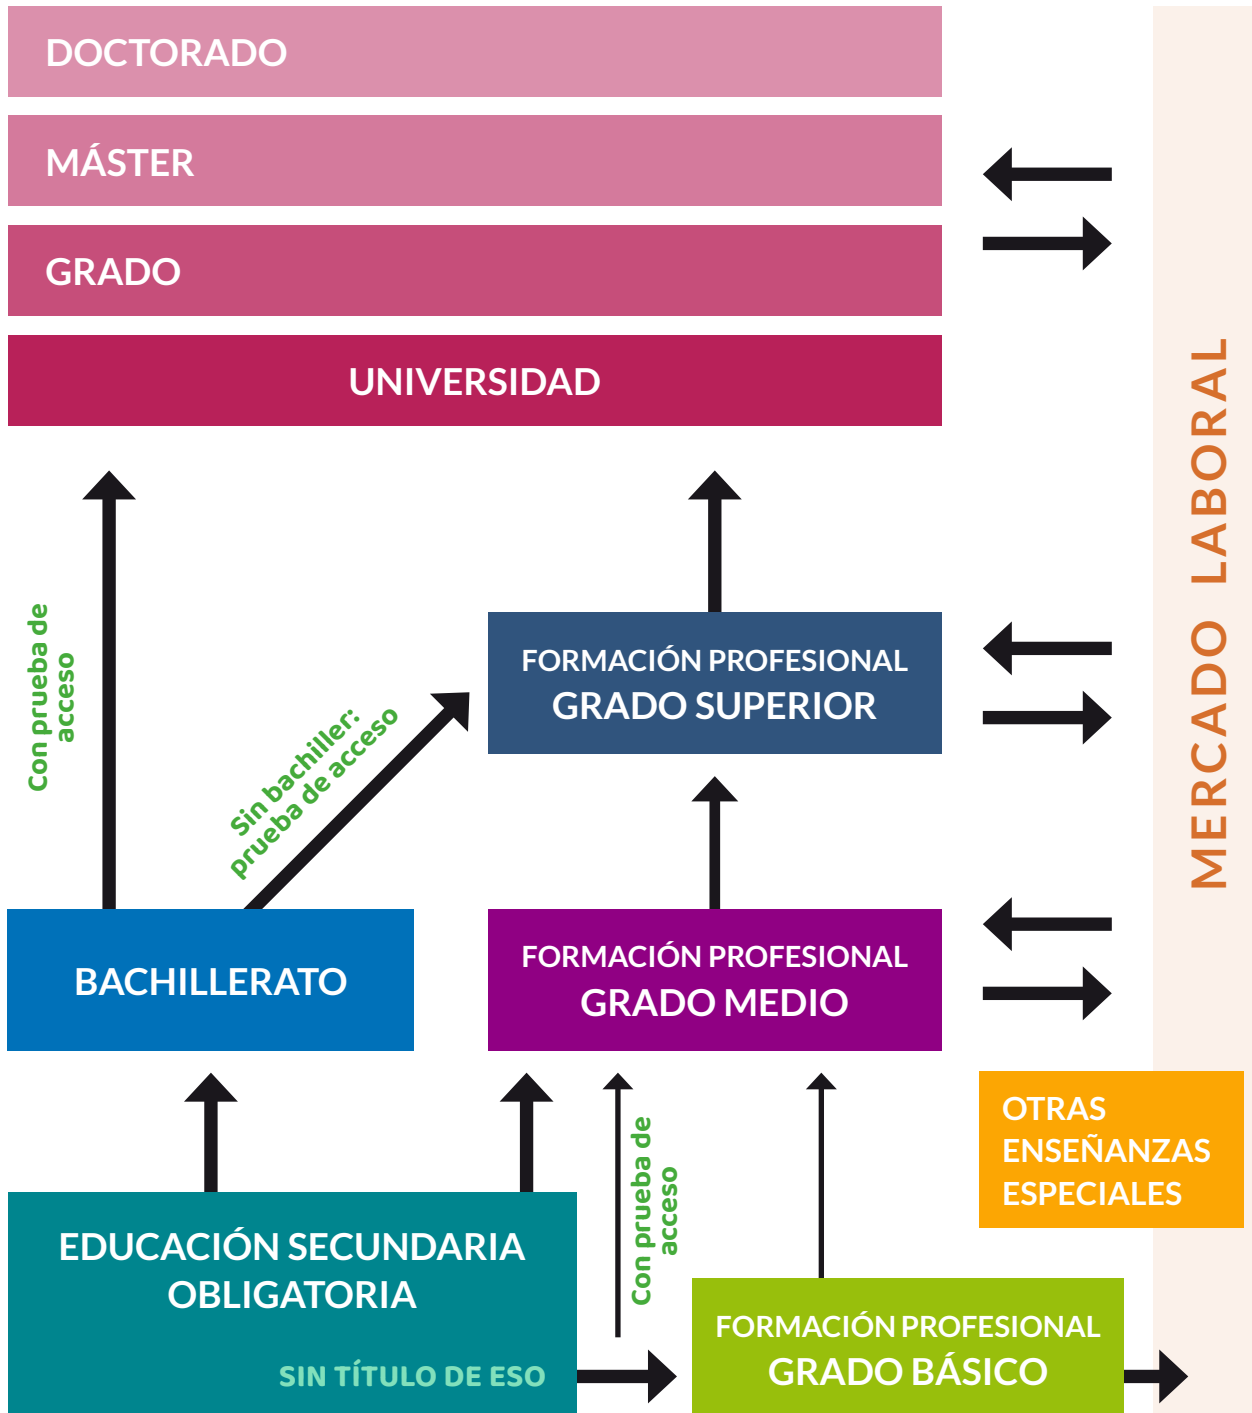 DOCTORADO
MÁSTER
GRADO
UNIVERSIDAD
MERCADO LABORAL
Con prueba de
acceso
Sin bachiller:
prueba de acceso
FORMACIÓN PROFESIONAL
GRADO SUPERIOR
BACHILLERATO
FORMACIÓN PROFESIONAL
GRADO MEDIO
OTRAS
ENSEÑANZAS
ESPECIALES
Con prueba de
acceso
EDUCACIÓN SECUNDARIA
OBLIGATORIA
SIN TÍTULO DE ESO
FORMACIÓN PROFESIONAL
GRADO BÁSICO